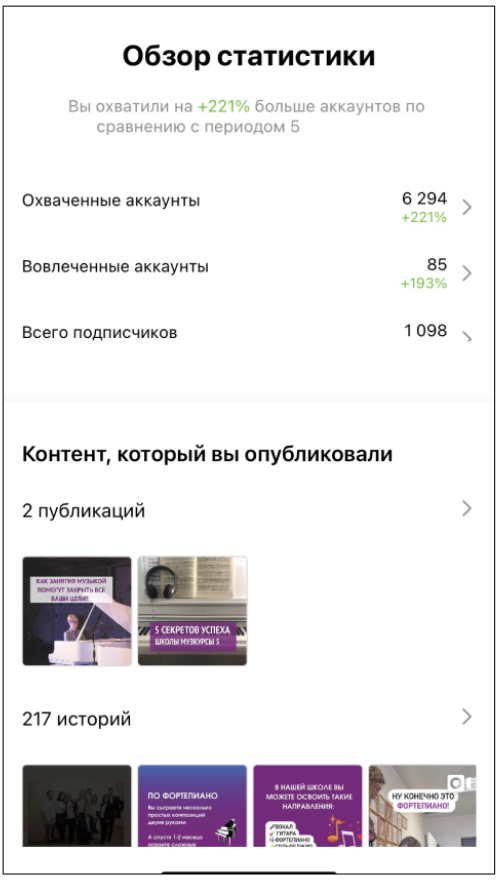 Обзор статистики
Вы охватили на +221% больше аккаунтов по
сравнению с периодом 5
Охваченные аккаунты
6 294
+221%
Вовлеченные аккаунты
85
+193%
Всего подписчиков
1 098
Контент, который вы опубликовали
2 публикаций
КАК ЗАНЯТИЯ МУЗЫКОЙ
ПОМОГУТ ЗАКРЫТЬ ВСЕ
ВАШИ ЦЕЛИ?
5 СЕКРЕТОВ УСПЕХА
ШКОЛЫ МУЗКУРСЫ 5
217 историй
ПО ФОРТЕПИАНО
Вы сыграете несколько
простых композиций
двумя руками
А спустя 1-2 месяца
освоите сложные
В НАШЕЙ ШКОЛЕ ВЫ
МОЖЕТЕ ОСВОИТЬ ТАКИЕ
НАПРАВЛЕНИЯ:
ВОКАЛ
ГИТАРА
ФОРТЕПИАНО
НУ КОНЕЧНО ЭТО
ФОРТЕПИАНО!